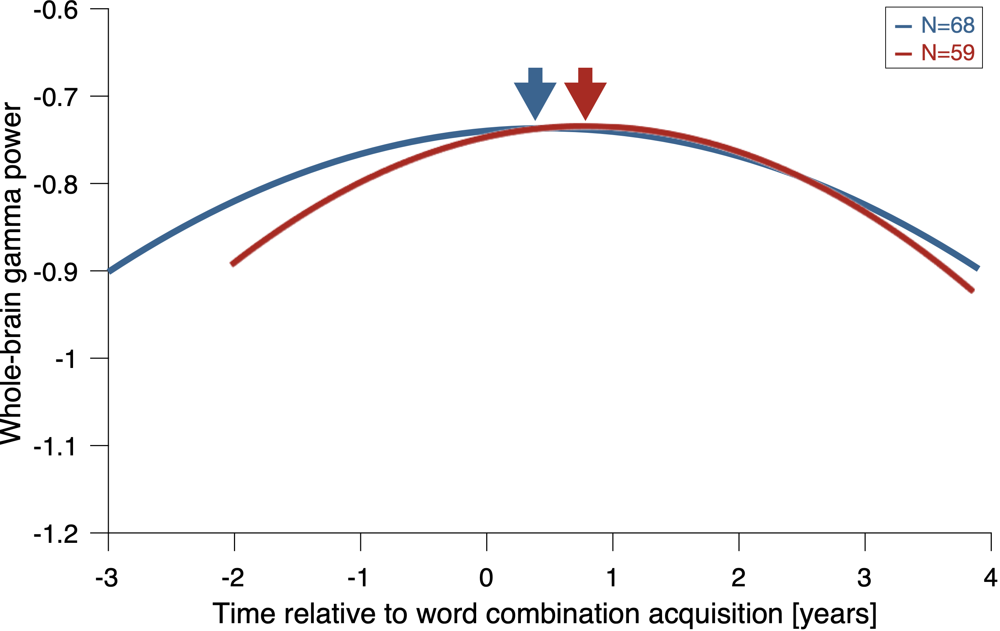 N=68
N=59
Whole-brain gamma power
-0.6
-0.7
-0.8
-0.9
-1
-1.1
-1.2
-3 -2 -1 0 1 2 3 4
Time relative to word combination acquisition [years]